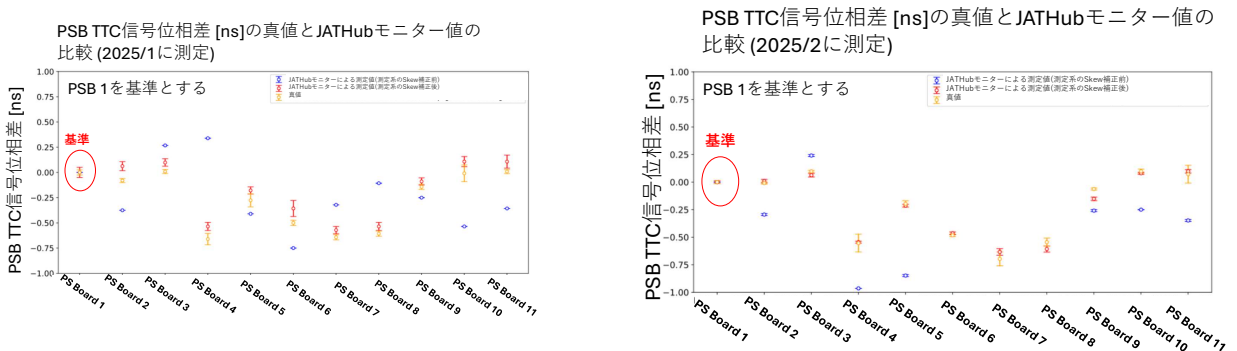 PSB TTC信号位相差 [ns]の真値とJATHubモニター値の
比較 (2025/1に測定)
PSB TTC信号位相差 [ns]
1.00
0.75
0.50
0.25
0.00
−0.25
−0.50
−0.75
−1.00
PSB 1を基準とする
JATHubモニターによる測定値(測定系のSkew補正前)
JATHubモニターによる測定値(測定系のSkew補正後)
真値
基準
PS Board 1
PS Board 2
PS Board 3
PS Board 4
PS Board 5
PS Board 6
PS Board 7
PS Board 8
PS Board 9
PS Board 10
PS Board 11
PSB TTC信号位相差 [ns]の真値とJATHubモニター値の
比較 (2025/2に測定)
PSB TTC信号位相差 [ns]
1.00
0.75
0.50
0.25
0.00
−0.25
−0.50
−0.75
−1.00
PSB 1を基準とする
JATHubモニターによる測定値(測定系のSkew補正前)
JATHubモニターによる測定値(測定系のSkew補正後)
真値
基準
PS Board 1
PS Board 2
PS Board 3
PS Board 4
PS Board 5
PS Board 6
PS Board 7
PS Board 8
PS Board 9
PS Board 10
PS Board 11